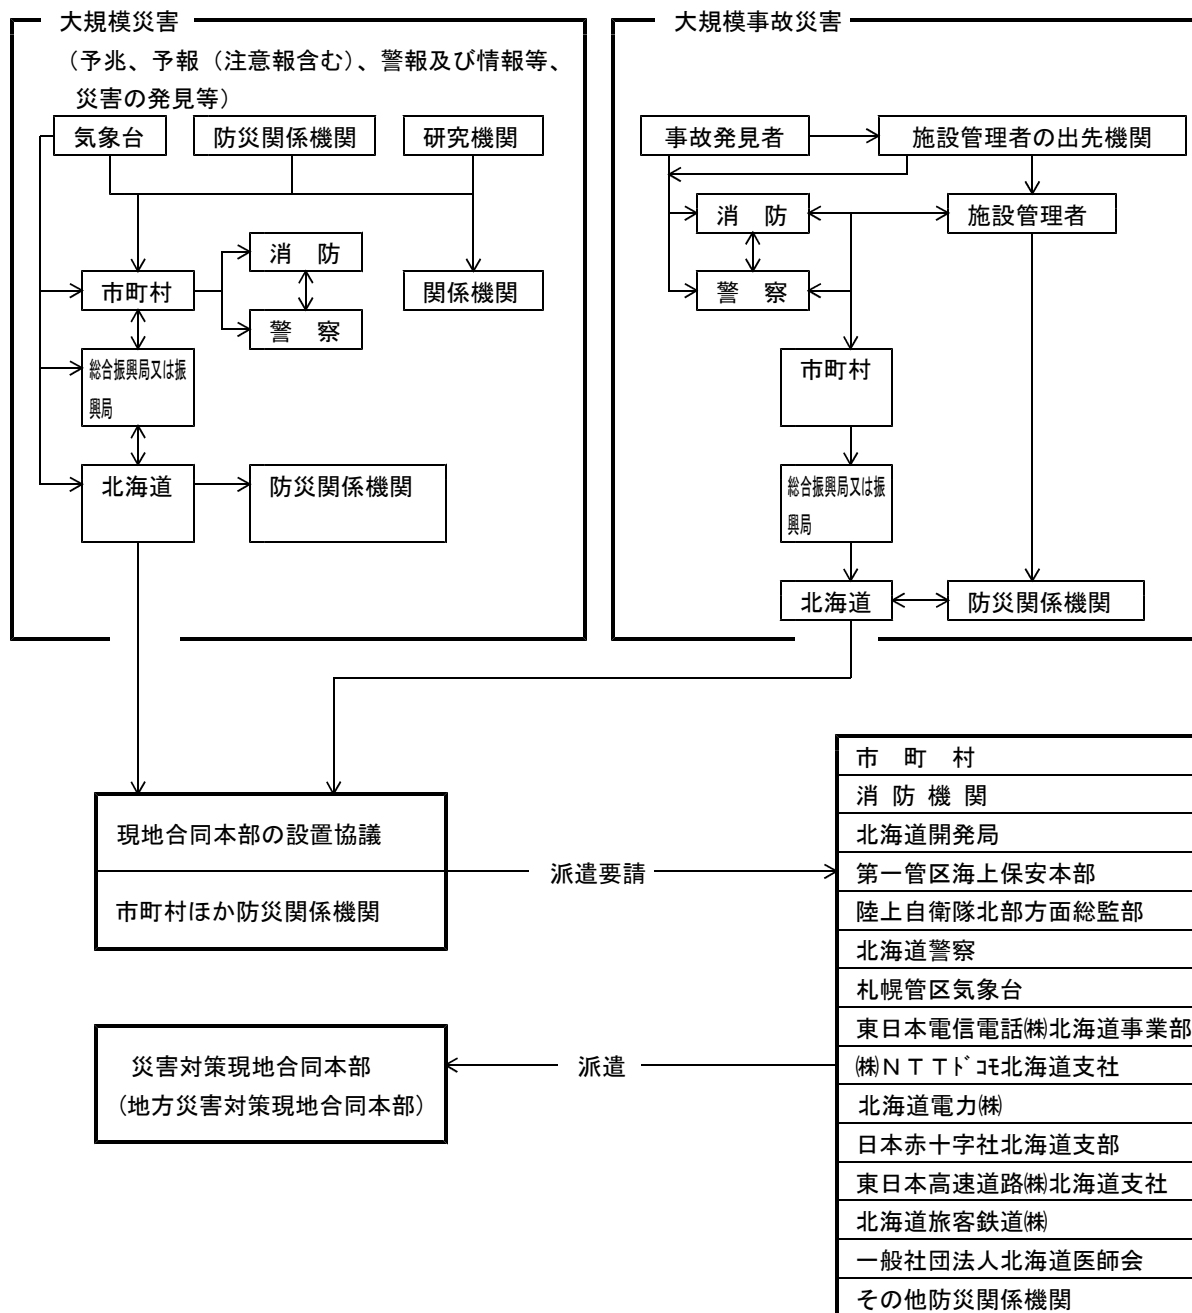 大規模災害
（予兆、予報（注意報含む）、警報及び情報等、
災害の発見等）
気象台
防災関係機関
研究機関
消　防
市町村
関係機関
警　察
総合振興局又は振
興局
北海道
防災関係機関
大規模事故災害
事故発見者
施設管理者の出先機関
消　防
施設管理者
警　察
市町村
総合振興局又は振
興局
北海道
防災関係機関
現地合同本部の設置協議
市町村ほか防災関係機関
派遣要請
災害対策現地合同本部
（地方災害対策現地合同本部）
派遣
市　町　村
消 防 機 関
北海道開発局
第一管区海上保安本部
陸上自衛隊北部方面総監部
北海道警察
札幌管区気象台
東日本電信電話㈱北海道事業部
㈱ＮＴＴﾄﾞｺﾓ北海道支社
北海道電力㈱
日本赤十字社北海道支部
東日本高速道路㈱北海道支社
北海道旅客鉄道㈱
一般社団法人北海道医師会
その他防災関係機関